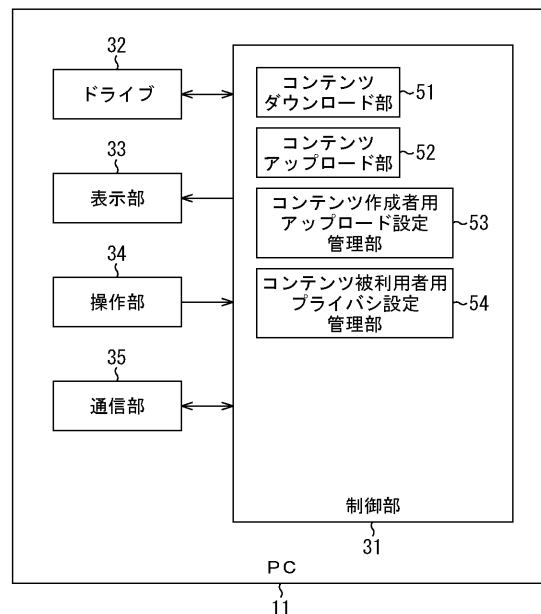 32
ドライブ
33
表示部
34
操作部
35
通信部
コンテンツ
ダウンロード部
51
コンテンツ
アップロード部
52
コンテンツ作成者用
アップロード設定
管理部
53
コンテンツ被利用者用
プライバシ設定
管理部
54
制御部
31
PC
11